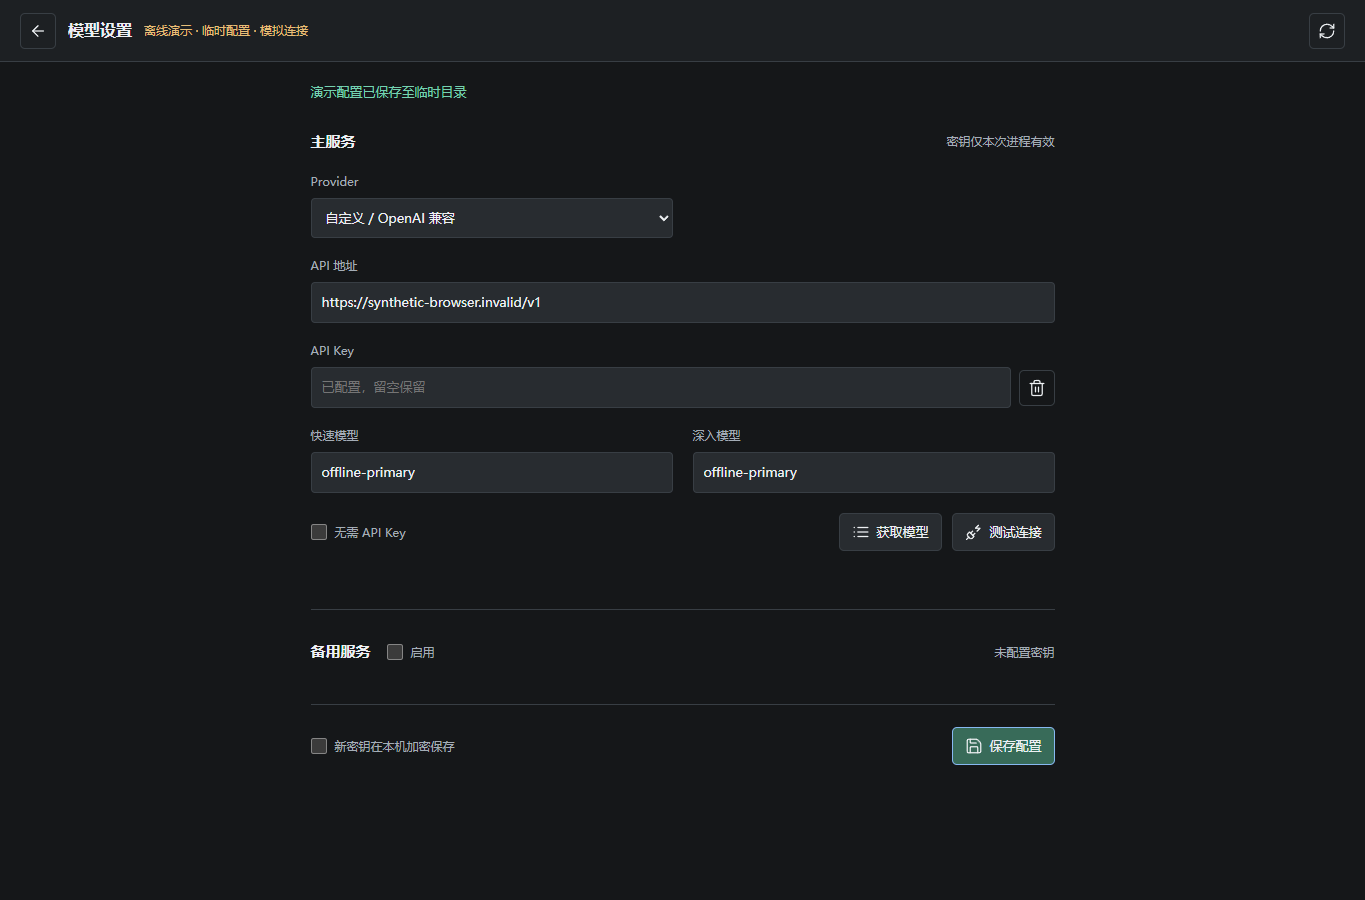 模型设置 离线演示 · 临时配置 · 模拟连接
演示配置已保存至临时目录
主服务 密钥仅本次进程有效
Provider
自定义 / OpenAI 兼容
API 地址
https://synthetic-browser.invalid/v1
API Key
已配置，留空保留
快速模型 深入模型
offline-primary offline-primary
无需 API Key 获取模型 测试连接
备用服务 启用 未配置密钥
新密钥在本机加密保存 保存配置